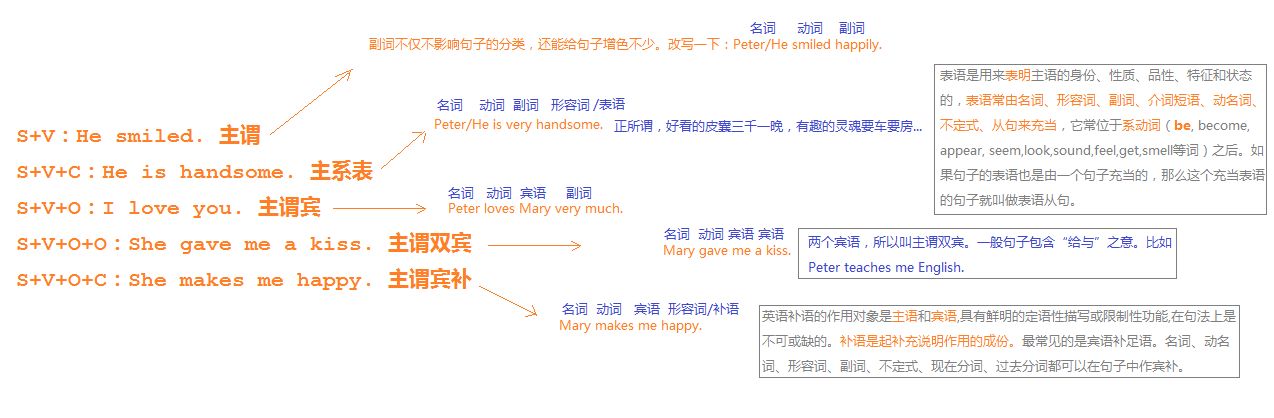 名词 动词 副词
副词不仅不影响句子的分类，还能给句子增色不少。改写一下：Peter/He smiled happily.
S+V：He smiled. 主谓
S+V+C：He is handsome. 主系表
S+V+O：I love you. 主谓宾
S+V+O+O：She gave me a kiss. 主谓双宾
S+V+O+C：She makes me happy. 主谓宾补
名词 动词 副词 形容词 /表语
Peter/He is very handsome. 正所谓，好看的皮囊三千一晚，有趣的灵魂要车要房...
表语是用来表明主语的身份、性质、品性、特征和状态
的，表语常由名词、形容词、副词、介词短语、动名词、
不定式、从句来充当，它常位于系动词（be, become,
appear, seem,look,sound,feel,get,smell等词）之后。如
果句子的表语也是由一个句子充当的，那么这个充当表语
的句子就叫做表语从句。
名词 动词 宾语 副词
Peter loves Mary very much.
名词 动词 宾语 宾语
Mary gave me a kiss.
两个宾语，所以叫主谓双宾。一般句子包含“给与”之意。比如
Peter teaches me English.
名词 动词 宾语 形容词/补语
Mary makes me happy.
英语补语的作用对象是主语和宾语,具有鲜明的定语性描写或限制性功能,在句法上是
不可或缺的。补语是起补充说明作用的成份。最常见的是宾语补足语。名词、动名
词、形容词、副词、不定式、现在分词、过去分词都可以在句子中作宾补。